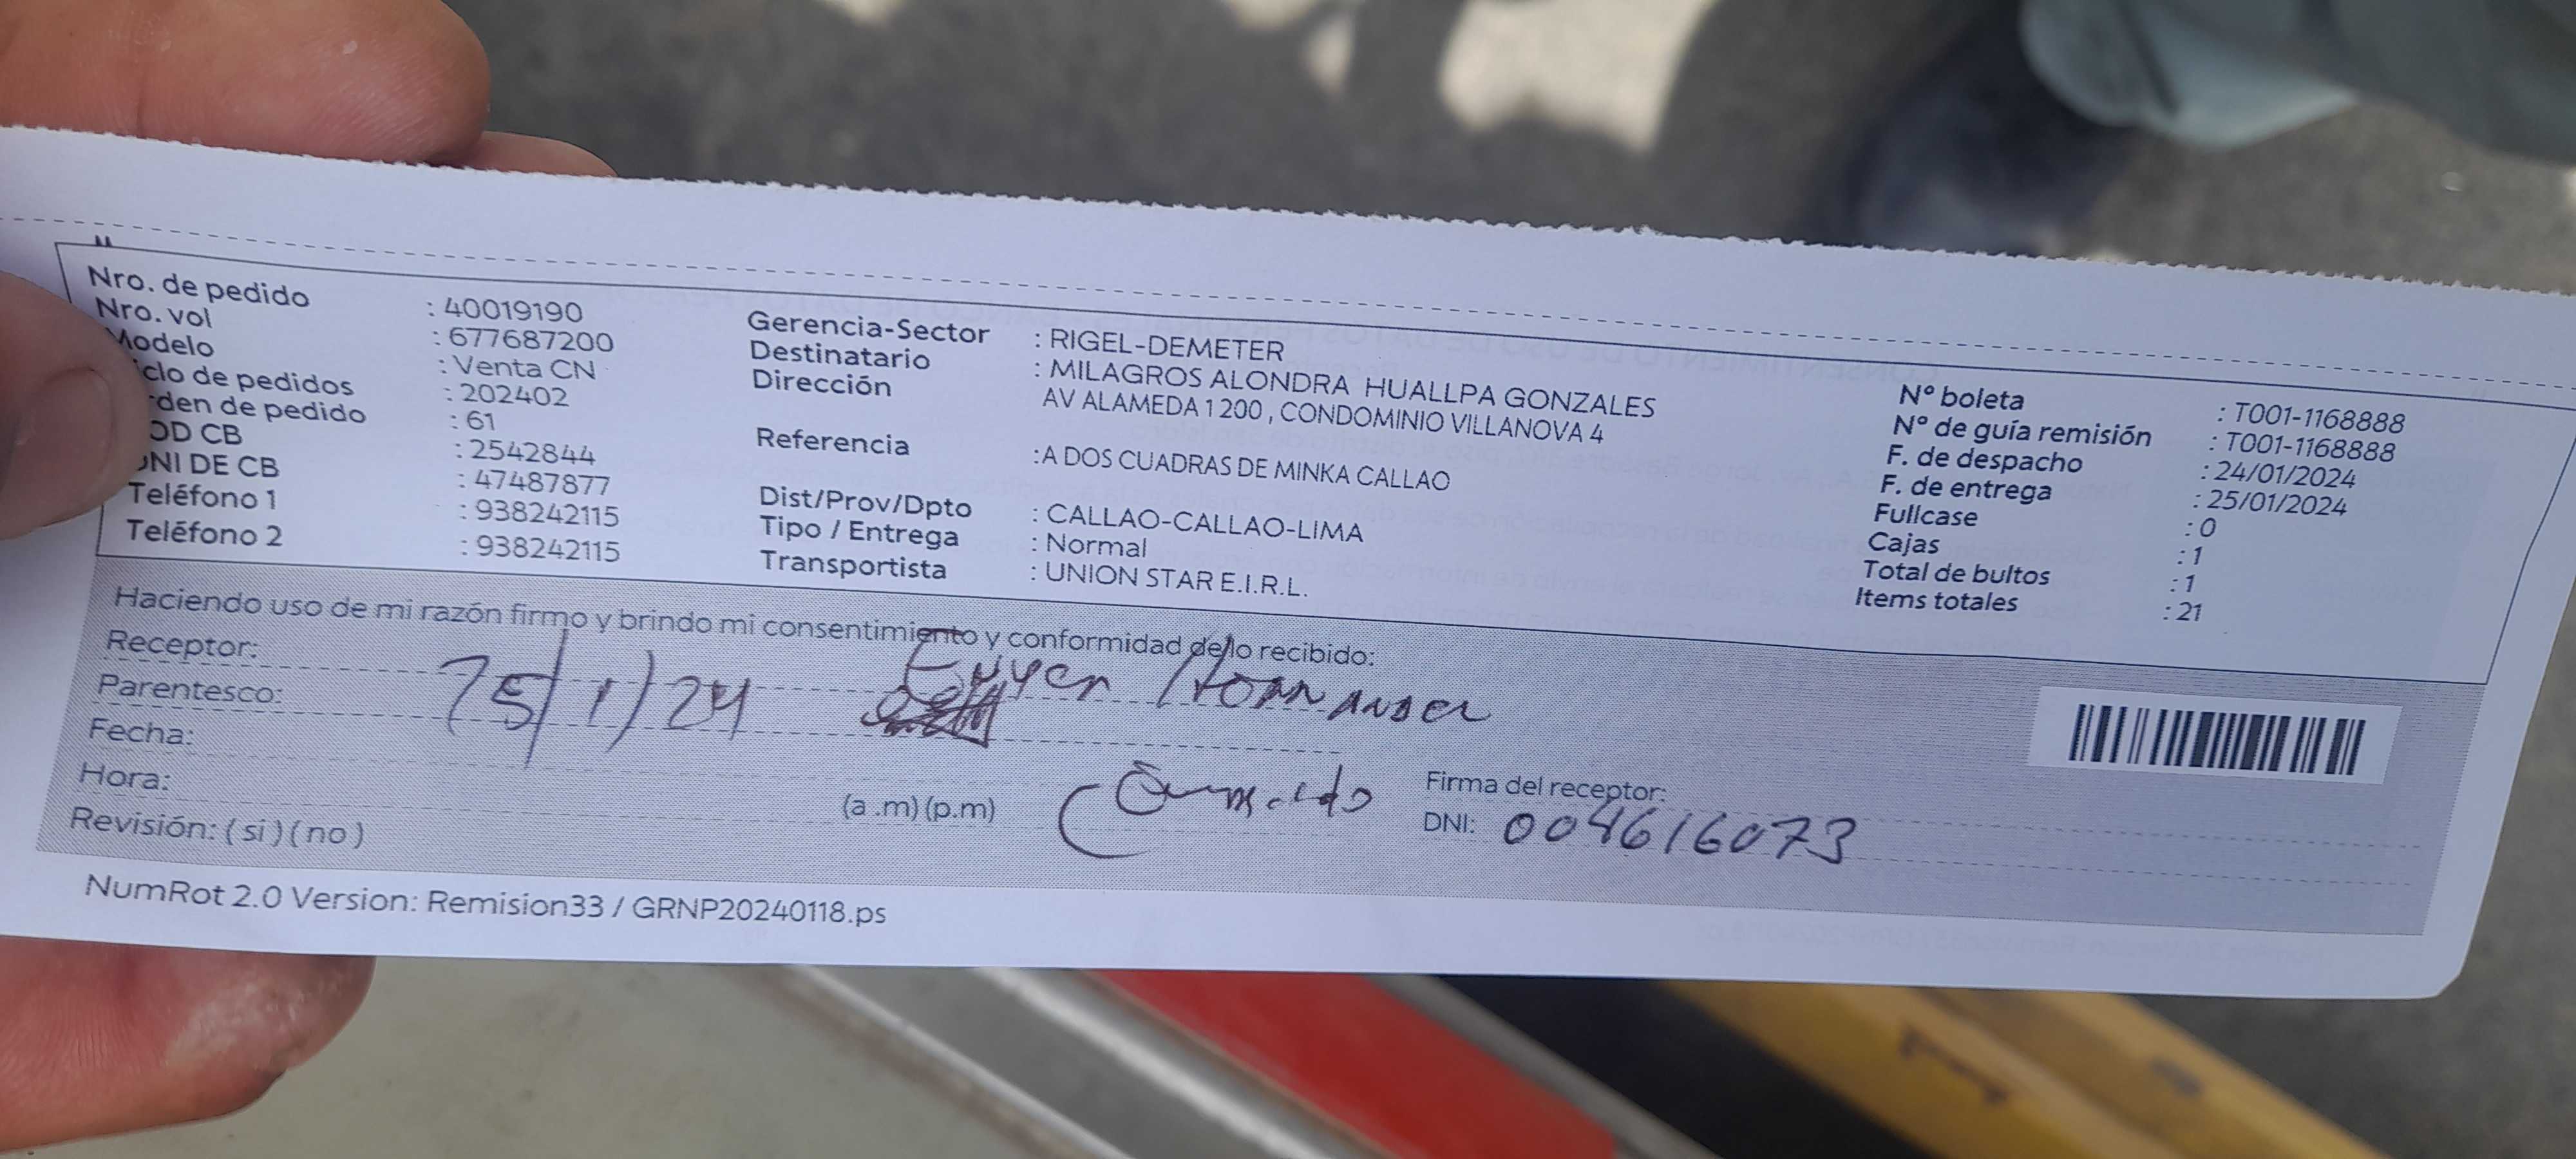 Nro. de pedido : 40019190
Nro. vol : 677687200
Modelo : Venta CN
clo de pedidos : 202402
rden de pedido : 61
OD CB : 2542844
NI DE CB : 47487877
Teléfono 1 : 938242115
Teléfono 2 : 938242115
Gerencia-Sector : RIGEL-DEMETER
Destinatario : MILAGROS ALONDRA HUALLPA GONZALES
Dirección AV ALAMEDA 1200 , CONDOMINIO VILLANOVA 4
Referencia : A DOS CUADRAS DE MINKA CALLAO
Dist/Prov/Dpto : CALLAO-CALLAO-LIMA
Tipo / Entrega : Normal
Transportista : UNION STAR E.I.R.L.
N° boleta : T001-1168888
N° de guía remisión : T001-1168888
F. de despacho : 24/01/2024
F. de entrega : 25/01/2024
Fullcase : 0
Cajas : 1
Total de bultos : 1
Items totales : 21
Haciendo uso de mi razón firmo y brindo mi consentimiento y conformidad de lo recibido:
Receptor:
Parentesco: 25/1/24
Fecha:
Hora: (a .m) (p.m)
Revisión: ( si ) ( no )
Firma del receptor:
DNI: 004616073
NumRot 2.0 Version: Remision33 / GRNP20240118.ps